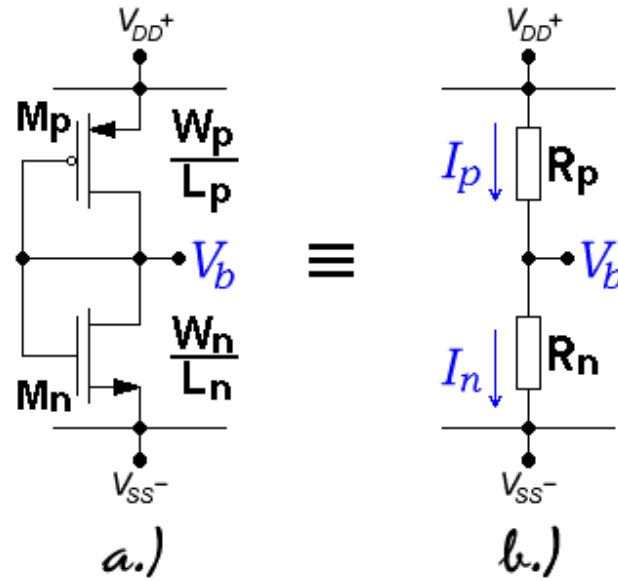 VDD+
VDD+
Mp
Wp
Lp
Ip
Rp
Vb
≡
Vb
Wn
Ln
Mn
In
Rn
VSS-
VSS-
a.)
b.)